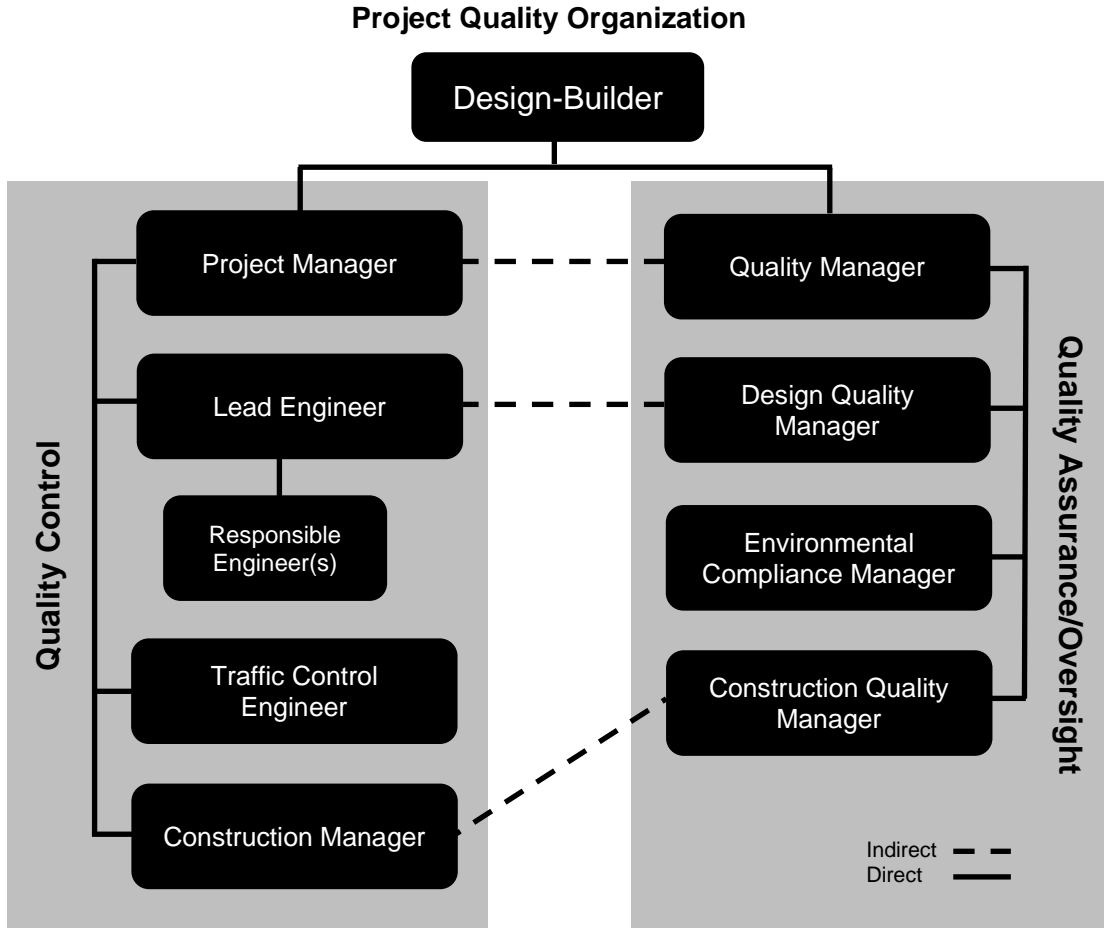 Project Quality Organization
Design-Builder
Project Manager
Lead Engineer
Responsible
Engineer(s)
Traffic Control
Engineer
Construction Manager
Quality Control
Quality Manager
Design Quality
Manager
Environmental
Compliance Manager
Construction Quality
Manager
Quality Assurance/Oversight
Indirect
Direct